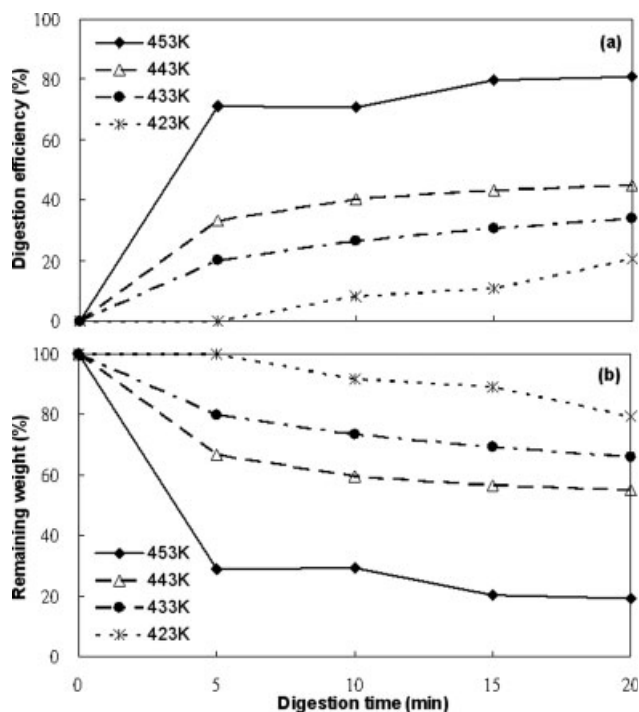 (a)
453K
443K
433K
423K
Digestion efficiency (%)
100
80
60
40
20
0
(b)
453K
443K
433K
423K
Remaining weight (%)
100
80
60
40
20
0
0 5 10 15 20
Digestion time (min)